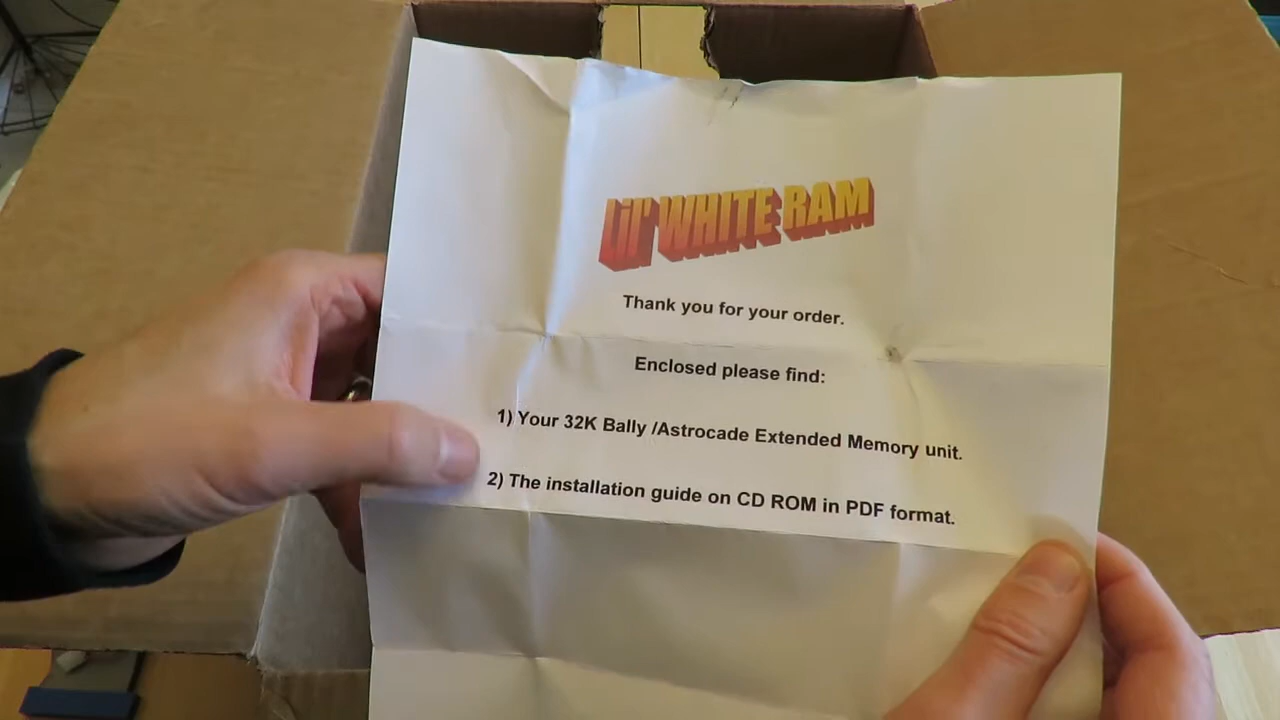 Lil' WHITE RAM
Thank you for your order.
Enclosed please find:
1) Your 32K Bally /Astrocade Extended Memory unit.
2) The installation guide on CD ROM in PDF format.